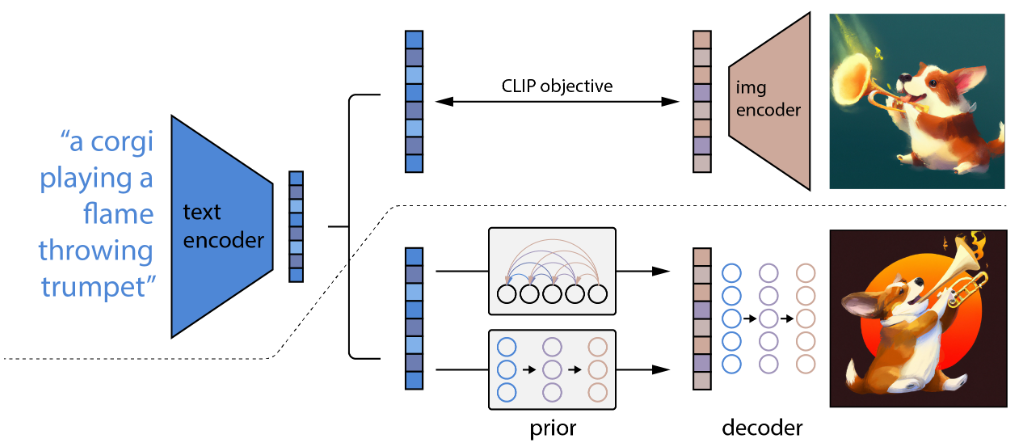 "a corgi
playing a
flame
throwing
trumpet"
text
encoder
CLIP objective
img
encoder
prior
decoder